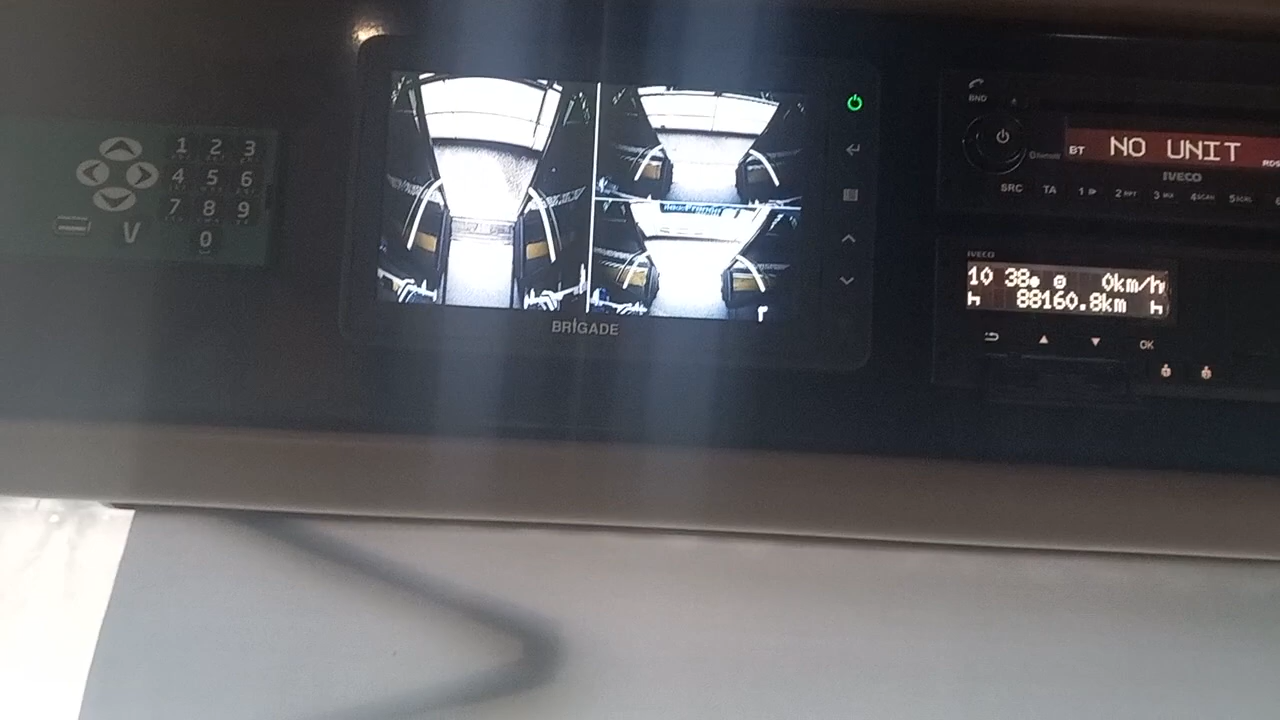 1 2 3
4 5 6
7 8 9
V 0
BRIGADE
BND
BT NO UNIT
IVECO
SRC TA 1 2 3 4SCAN 5SCRL
IVECO
10 38 0km/h
h 88160.8km h
OK